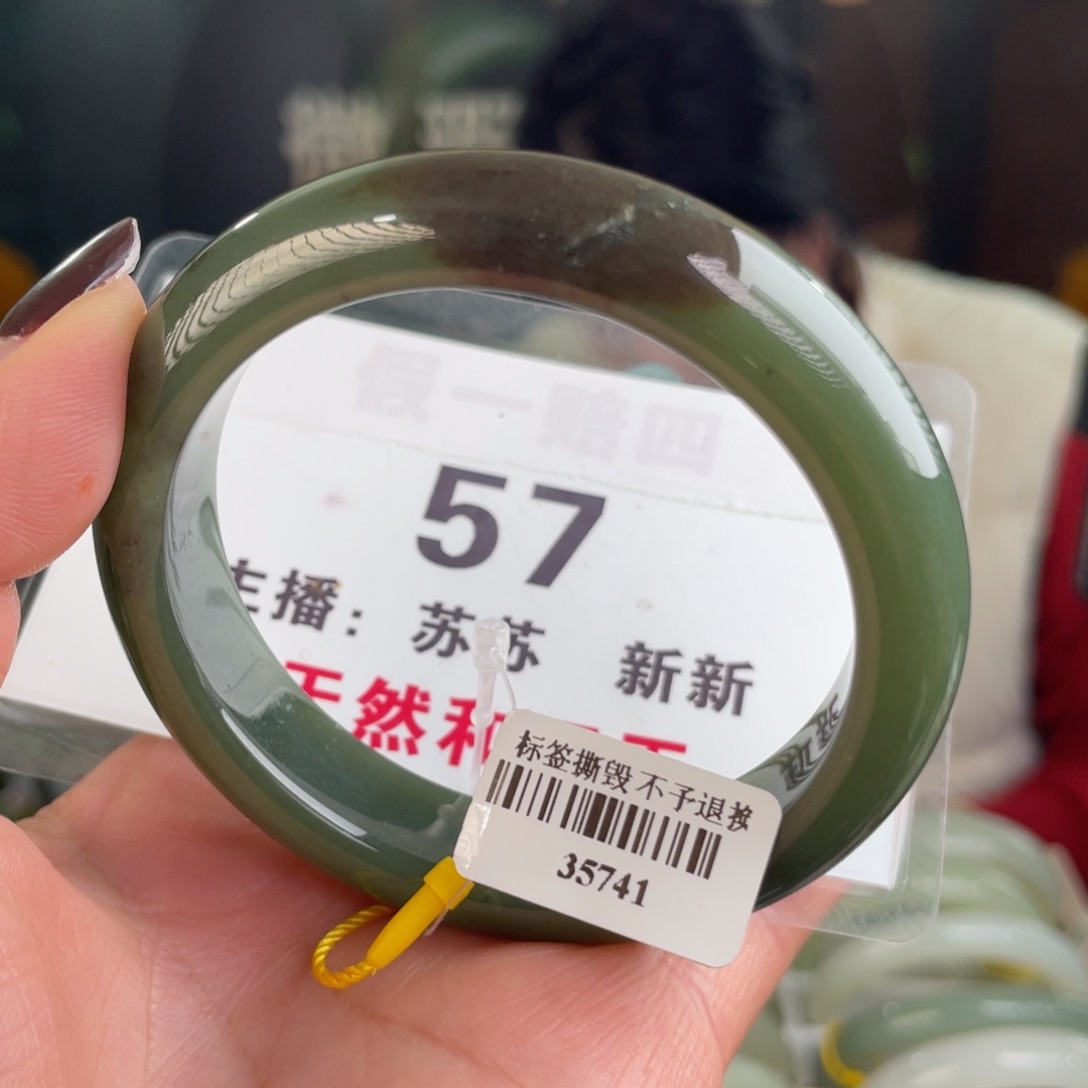 假一赔四
57
主播：苏苏 新新
天然和
标签撕毁 不予退换
35741